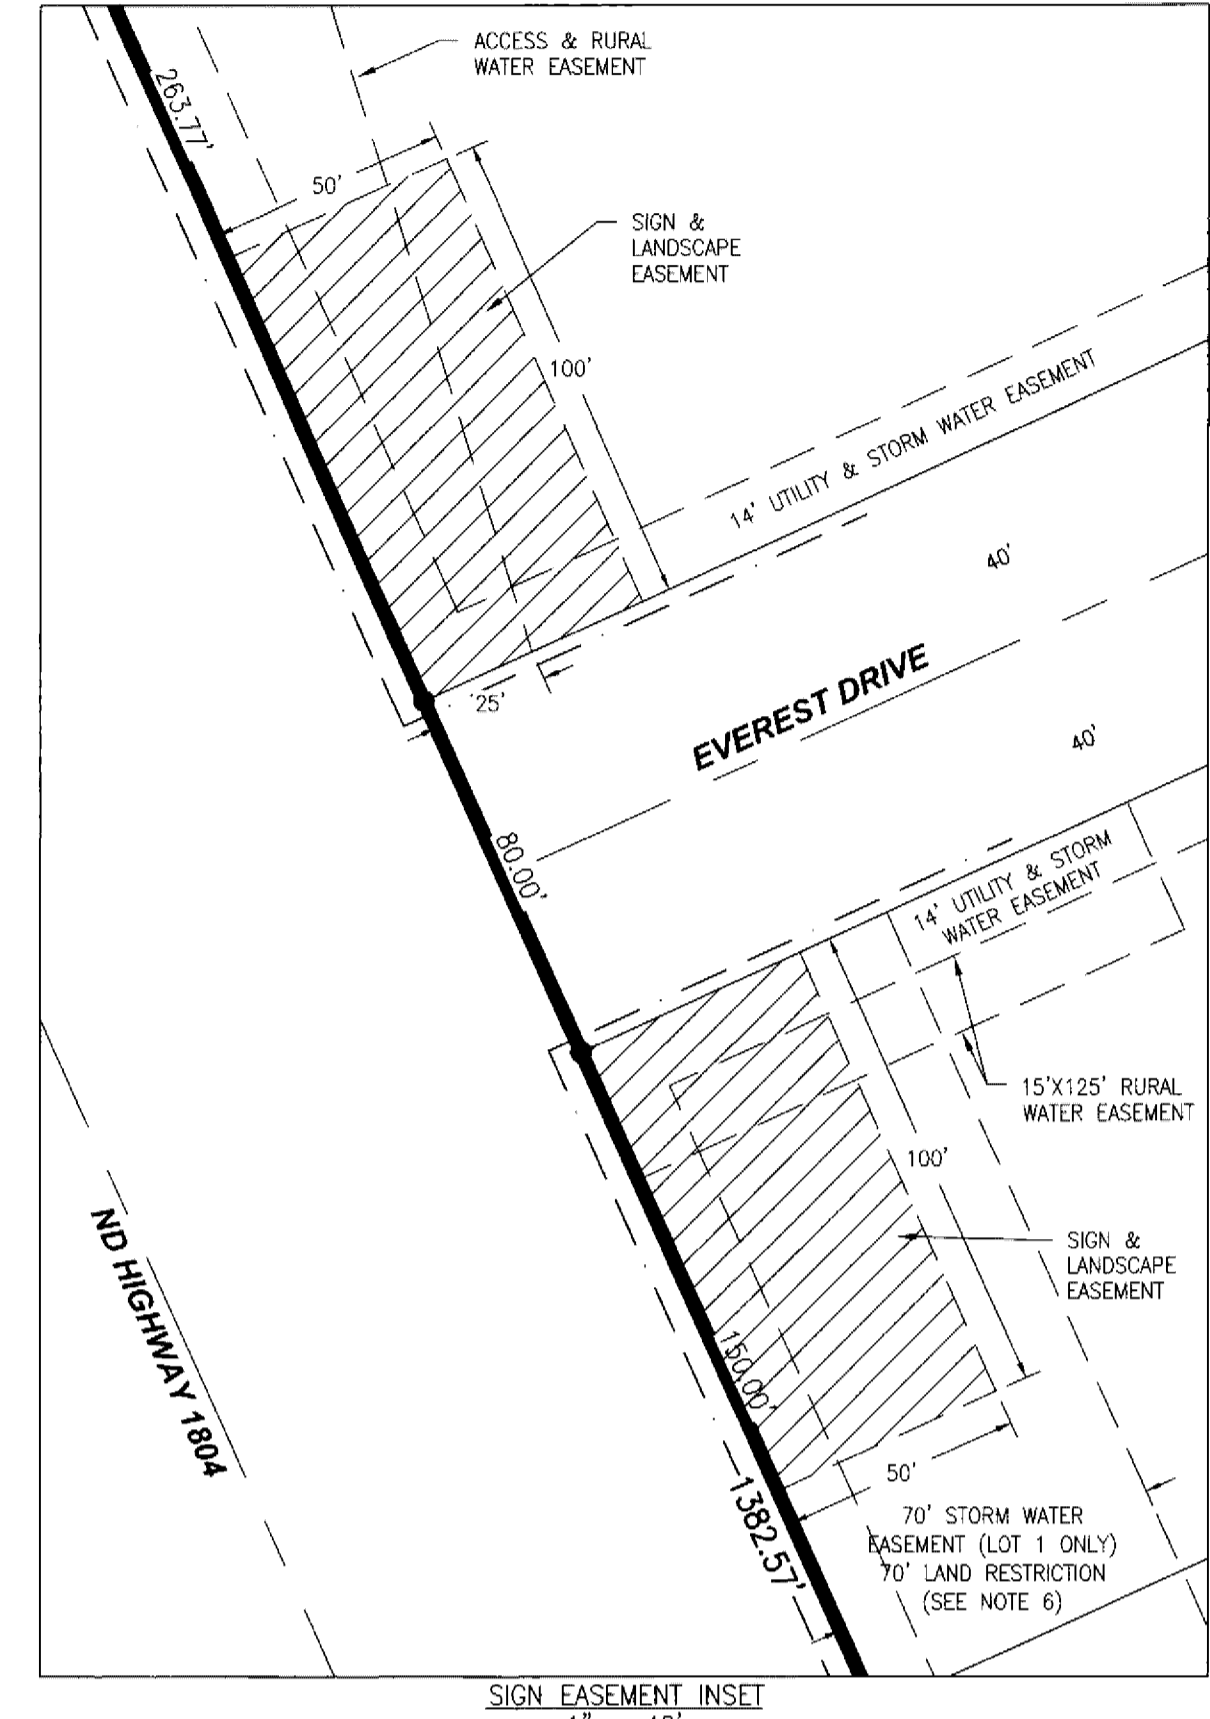 ACCESS & RURAL
WATER EASEMENT
263.77'
50'
SIGN &
LANDSCAPE
EASEMENT
100'
14' UTILITY & STORM WATER EASEMENT
40'
EVEREST DRIVE
25'
40'
80.00'
14' UTILITY & STORM
WATER EASEMENT
15'X125' RURAL
WATER EASEMENT
100'
SIGN &
LANDSCAPE
EASEMENT
ND HIGHWAY 1804
150.00'
50'
1382.57'
70' STORM WATER
EASEMENT (LOT 1 ONLY)
70' LAND RESTRICTION
(SEE NOTE 6)
SIGN EASEMENT INSET